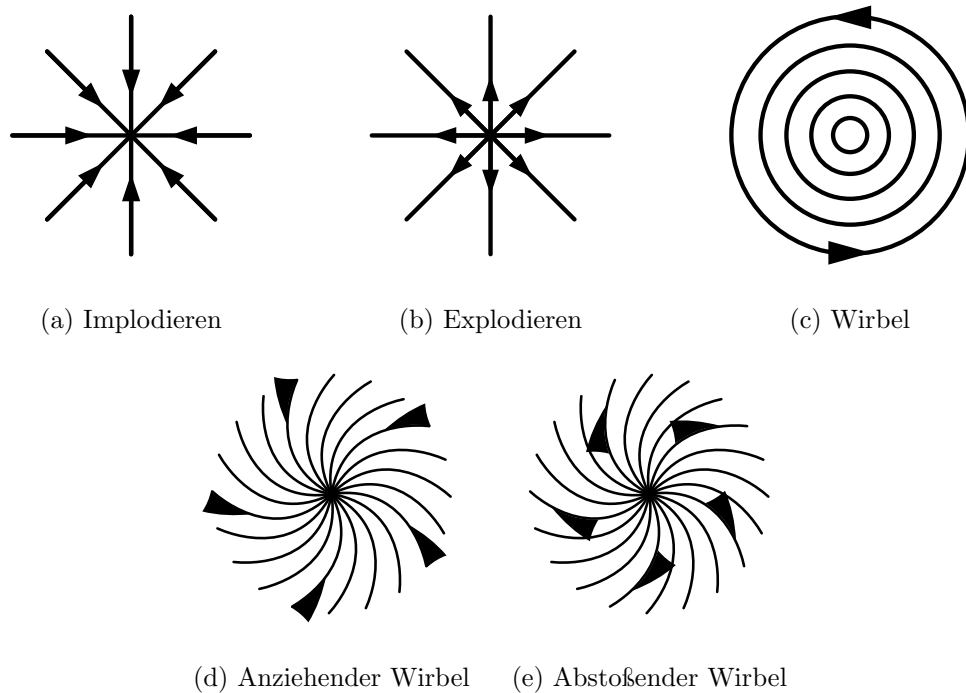 (a) Implodieren
(b) Explodieren
(c) Wirbel
(d) Anziehender Wirbel
(e) Abstoßender Wirbel